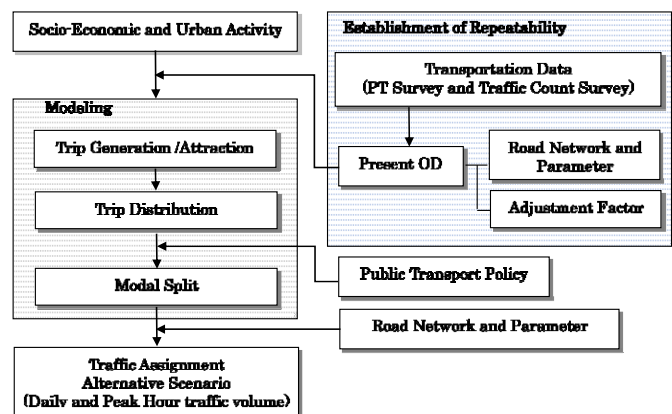 Socio-Economic and Urban Activity
Establishment of Repeatability
Transportation Data
(PT Survey and Traffic Count Survey)
Modeling
Trip Generation /Attraction
Present OD
Road Network and
Parameter
Trip Distribution
Adjustment Factor
Modal Split
Public Transport Policy
Road Network and Parameter
Traffic Assignment
Alternative Scenario
(Daily and Peak Hour traffic volume)